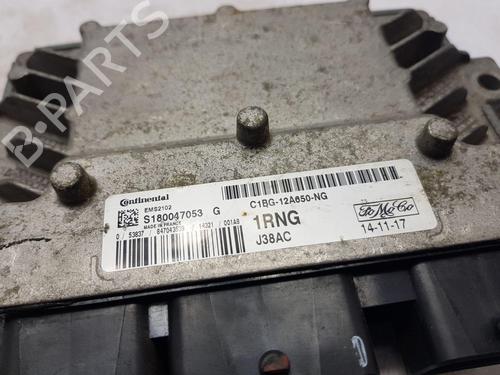 B-PARTS
Continental
EMS2102
S180047053 G
MADE IN FRANCE
C1BG-12A650-NG
1RNG
J38AC
FoMoCo
14-11-17